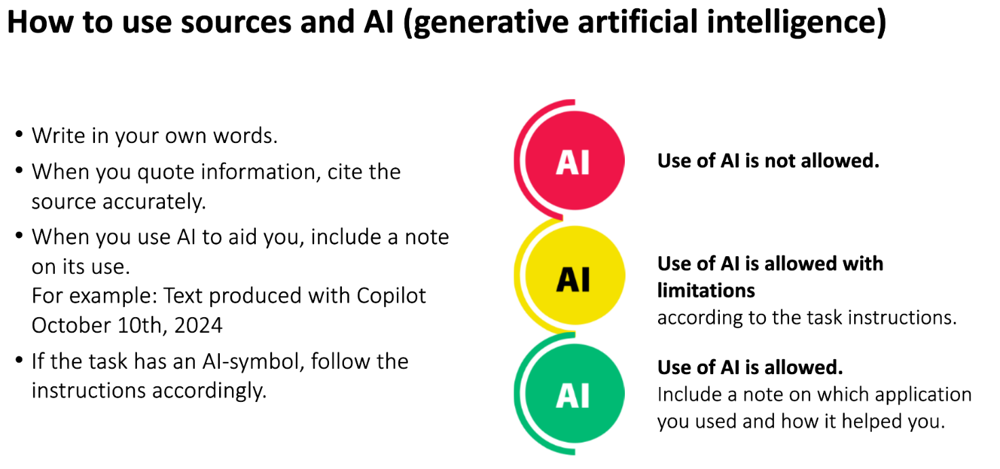 How to use sources and AI (generative artificial intelligence)
• Write in your own words.
• When you quote information, cite the
source accurately.
• When you use AI to aid you, include a note
on its use.
For example: Text produced with Copilot
October 10th, 2024
• If the task has an AI-symbol, follow the
instructions accordingly.
AI
Use of AI is not allowed.
AI
Use of AI is allowed with
limitations
according to the task instructions.
AI
Use of AI is allowed.
Include a note on which application
you used and how it helped you.